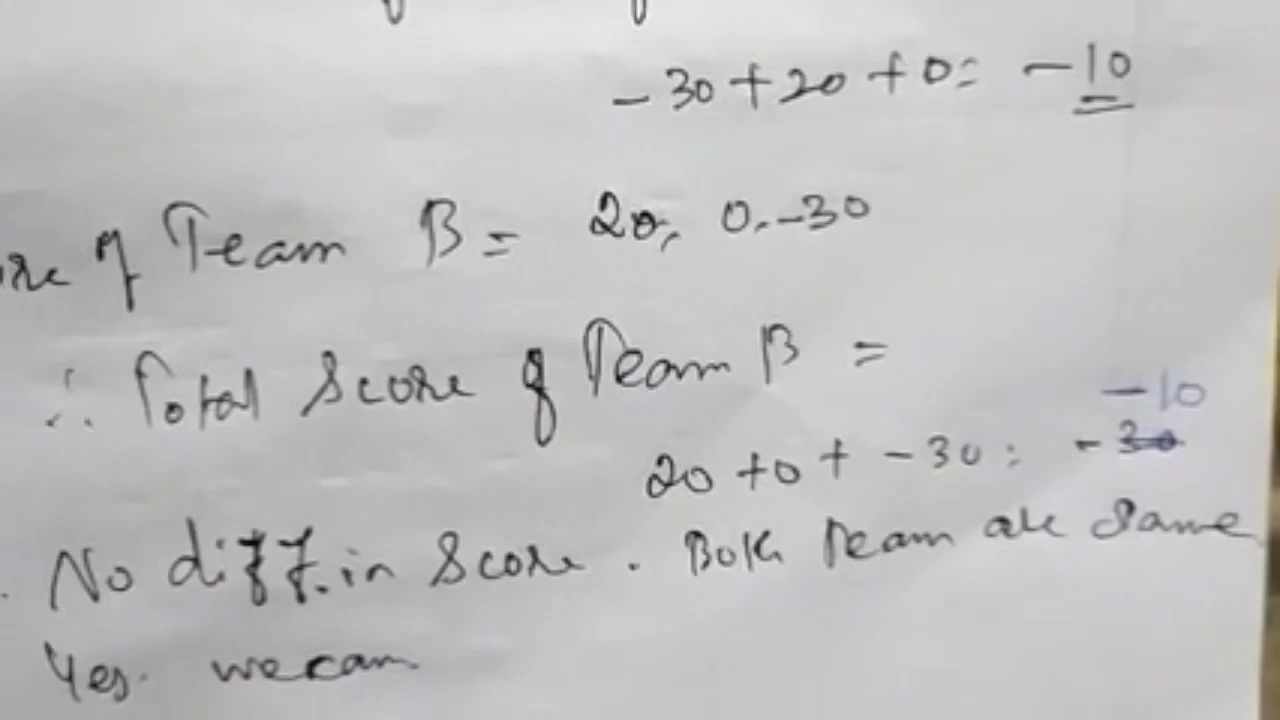 -30+20+0= -10
of Team B= 20, 0,-30
∴ Total Score of Team B =
-10
20+0+ -30= -30
No diff. in Score. Both Team are Same
Yes. we can